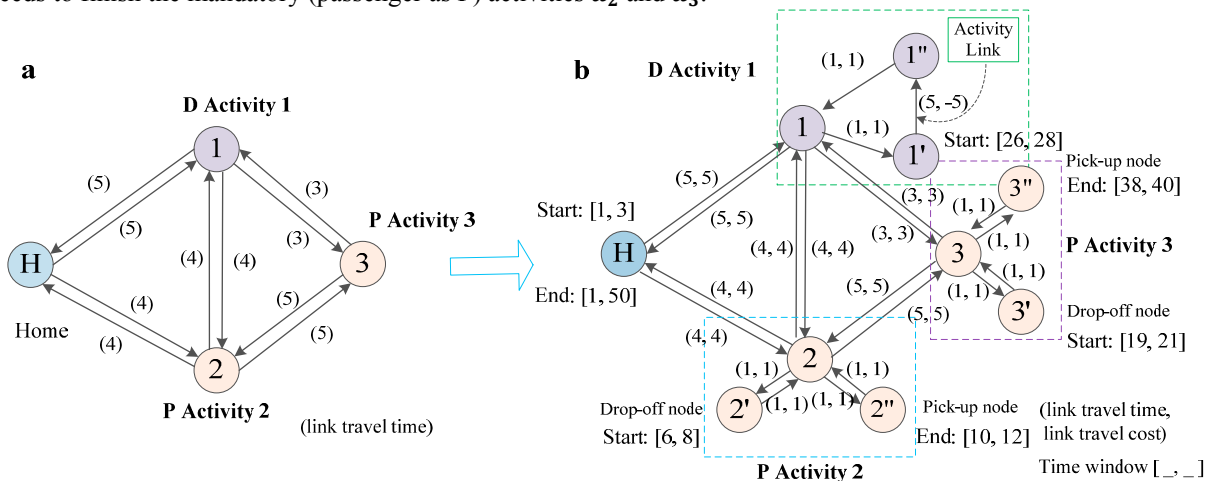 needs to finish the mandatory (passenger as P) activities a2 and a3.
a
D Activity 1
1
(5)
(5)
(3)
(3)
P Activity 3
H
(4)
(4)
3
Home
(4)
(4)
(5)
(5)
2
P Activity 2
(link travel time)
b
D Activity 1
Activity
Link
1"
(1, 1)
(5, -5)
1
(1, 1)
1'
Start: [26, 28]
Pick-up node
End: [38, 40]
3"
(5, 5)
(5, 5)
(3, 3)
(3, 3)
(1, 1)
(1, 1)
P Activity 3
Start: [1, 3]
H
End: [1, 50]
(4, 4)
(4, 4)
3
(1, 1)
(1, 1)
3'
Drop-off node
Start: [19, 21]
(4, 4)
(4, 4)
(5, 5)
(5, 5)
2
(1, 1)
(1, 1)
(1, 1)
(1, 1)
2'
2"
Drop-off node
Start: [6, 8]
Pick-up node
End: [10, 12]
P Activity 2
(link travel time,
link travel cost)
Time window [ _, _ ]